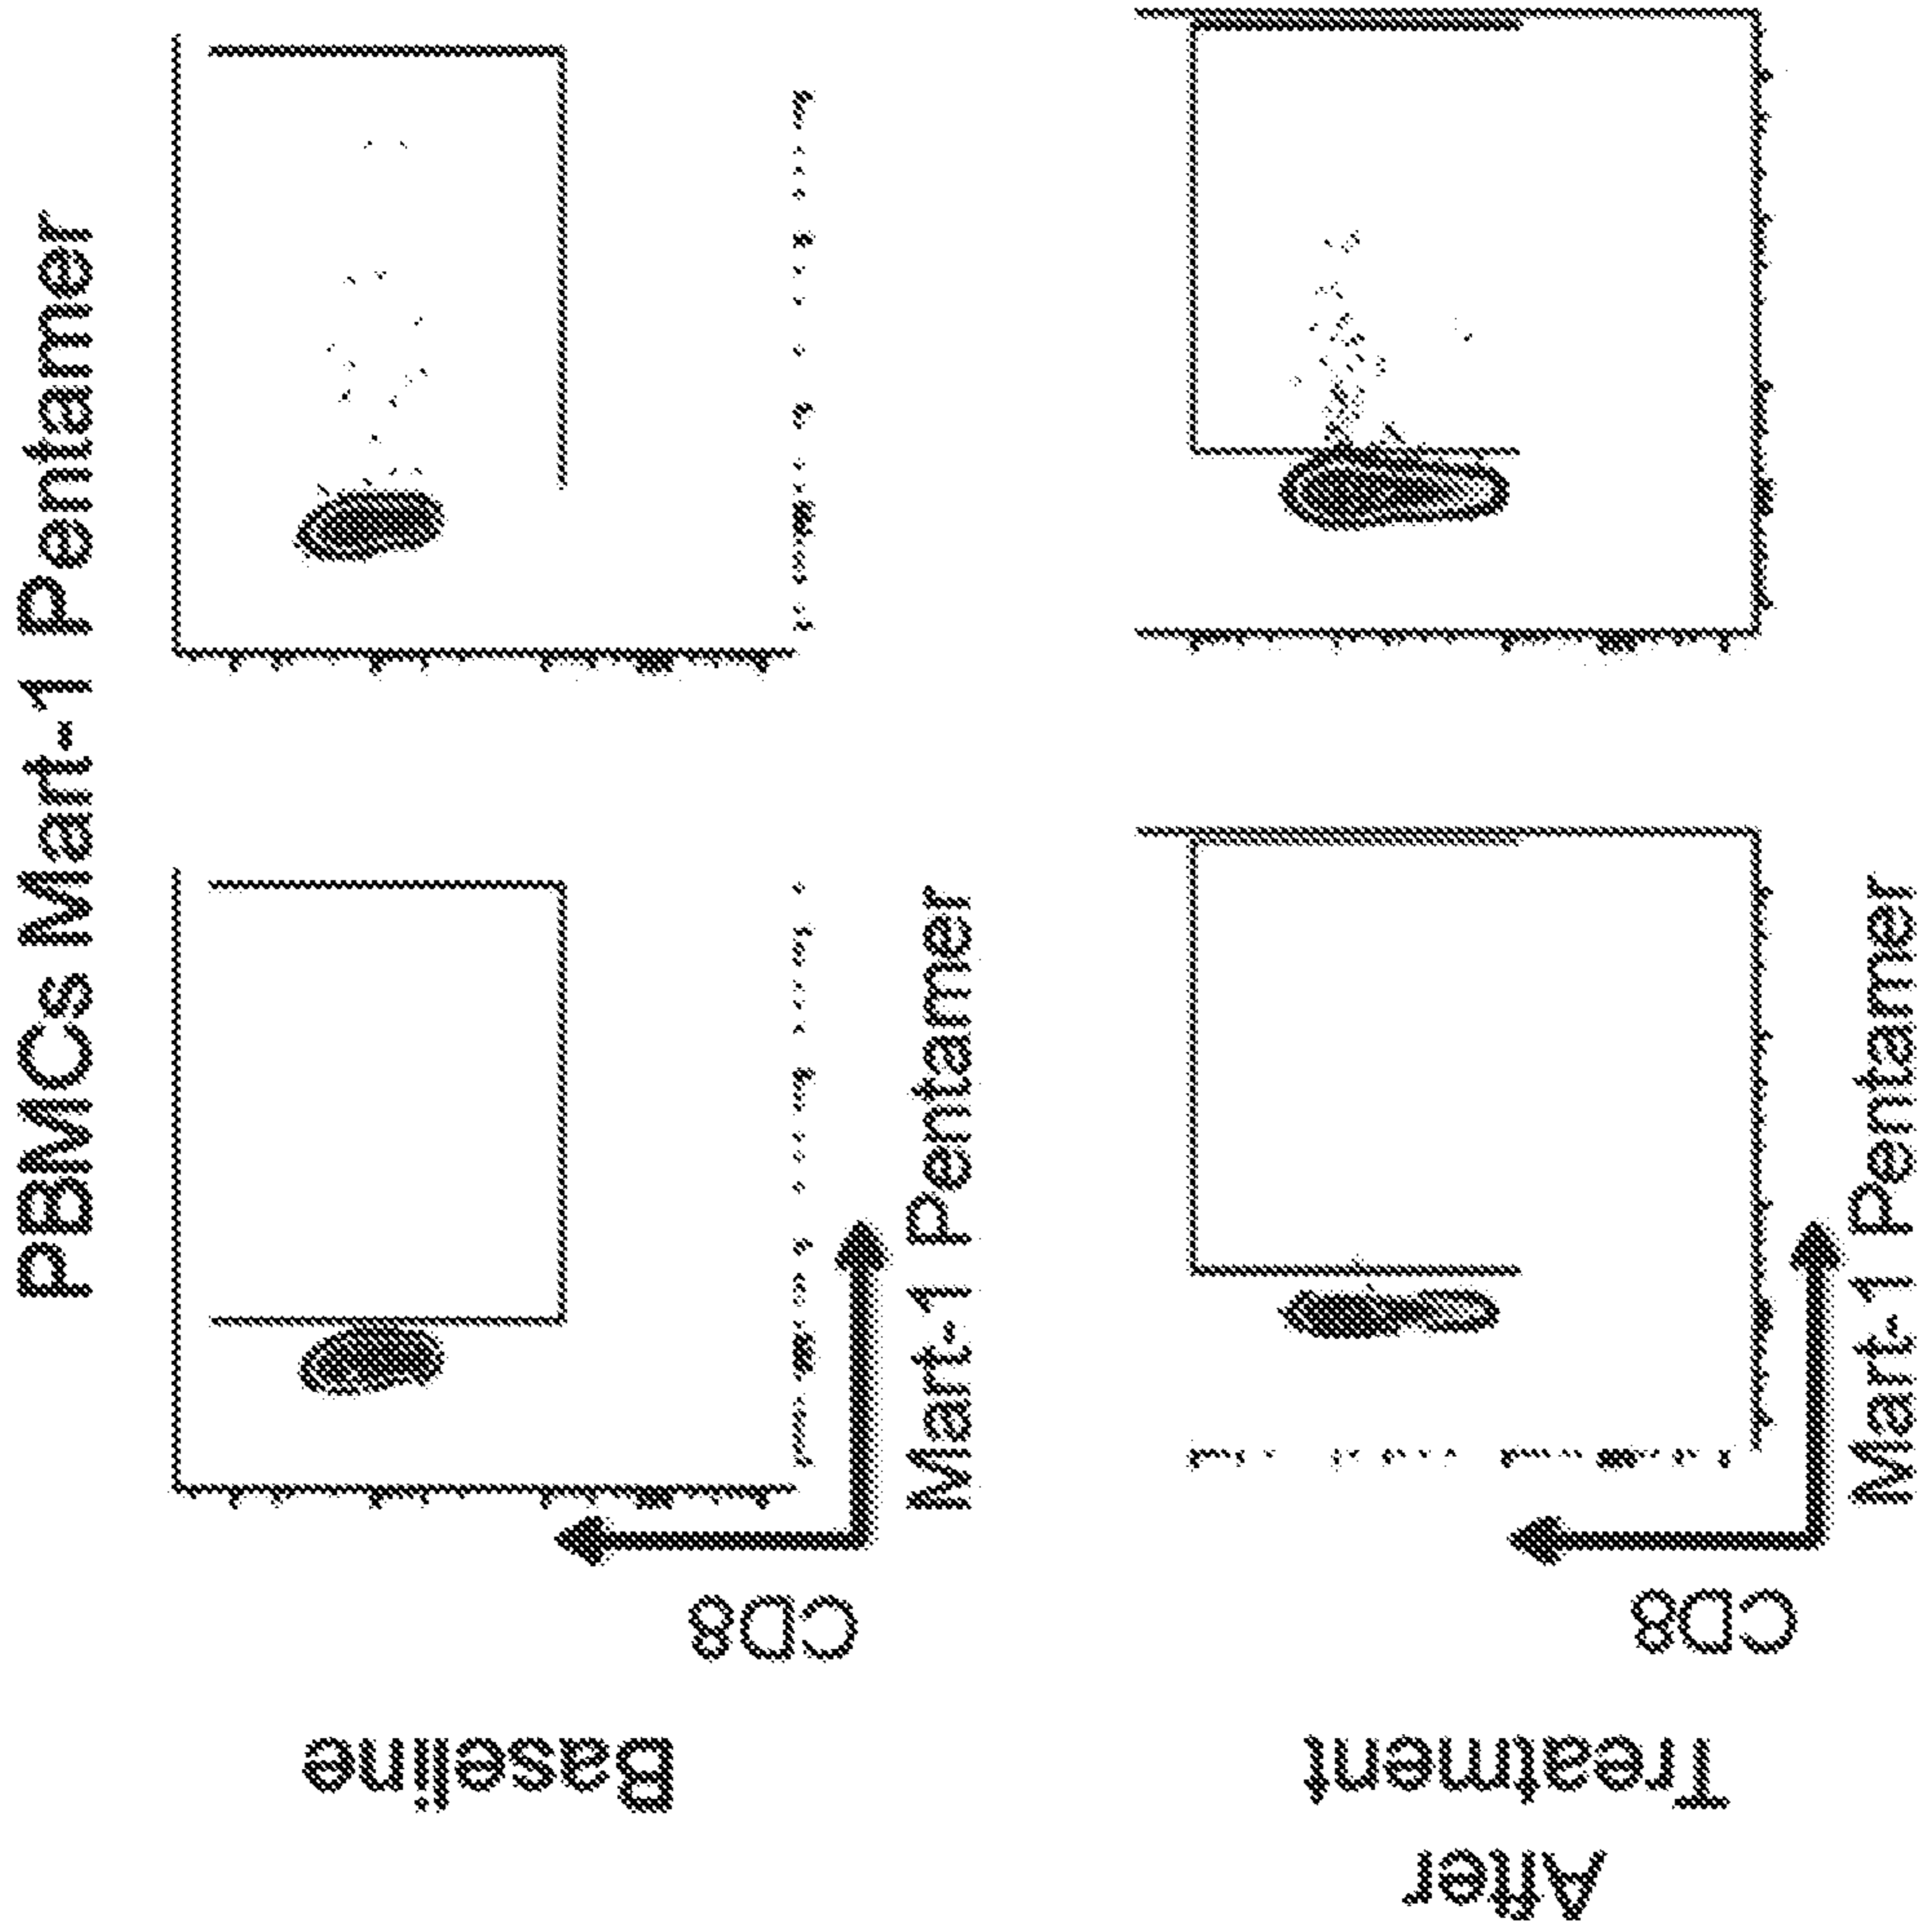 PBMCs Mart-1 Pentamer
Baseline
CD8
Mart-1 Pentamer
After
Treatment
CD8
Mart-1 Pentamer